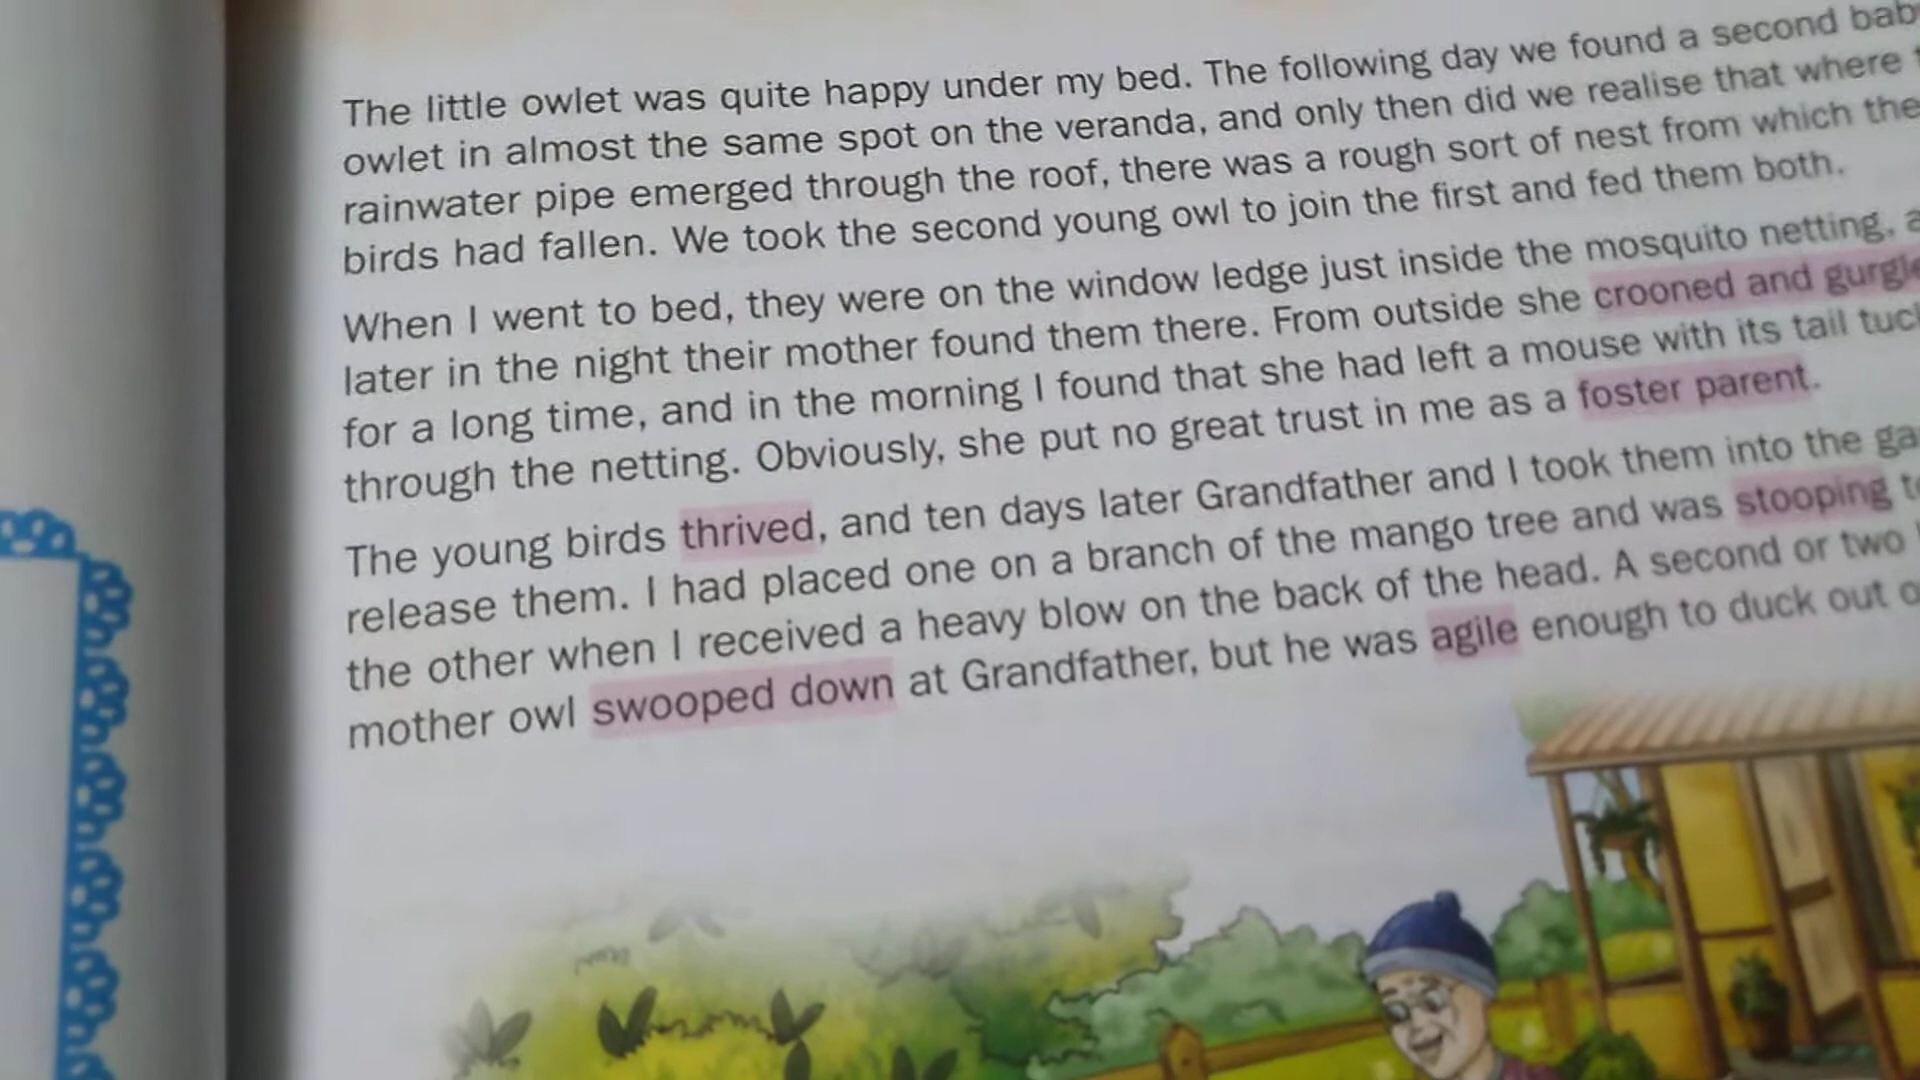 The little owlet was quite happy under my bed. The following day we found a second
owlet in almost the same spot on the veranda, and only then did we realise that where
rainwater pipe emerged through the roof, there was a rough sort of nest from which the
birds had fallen. We took the second young owl to join the first and fed them both.
When I went to bed, they were on the window ledge just inside the mosquito netting,
later in the night their mother found them there. From outside she crooned and
for a long time, and in the morning I found that she had left a mouse with its tail
through the netting. Obviously, she put no great trust in me as a foster parent.
The young birds thrived, and ten days later Grandfather and I took them into the
release them. I had placed one on a branch of the mango tree and was stooping
the other when I received a heavy blow on the back of the head. A second or two
mother owl swooped down at Grandfather, but he was agile enough to duck out